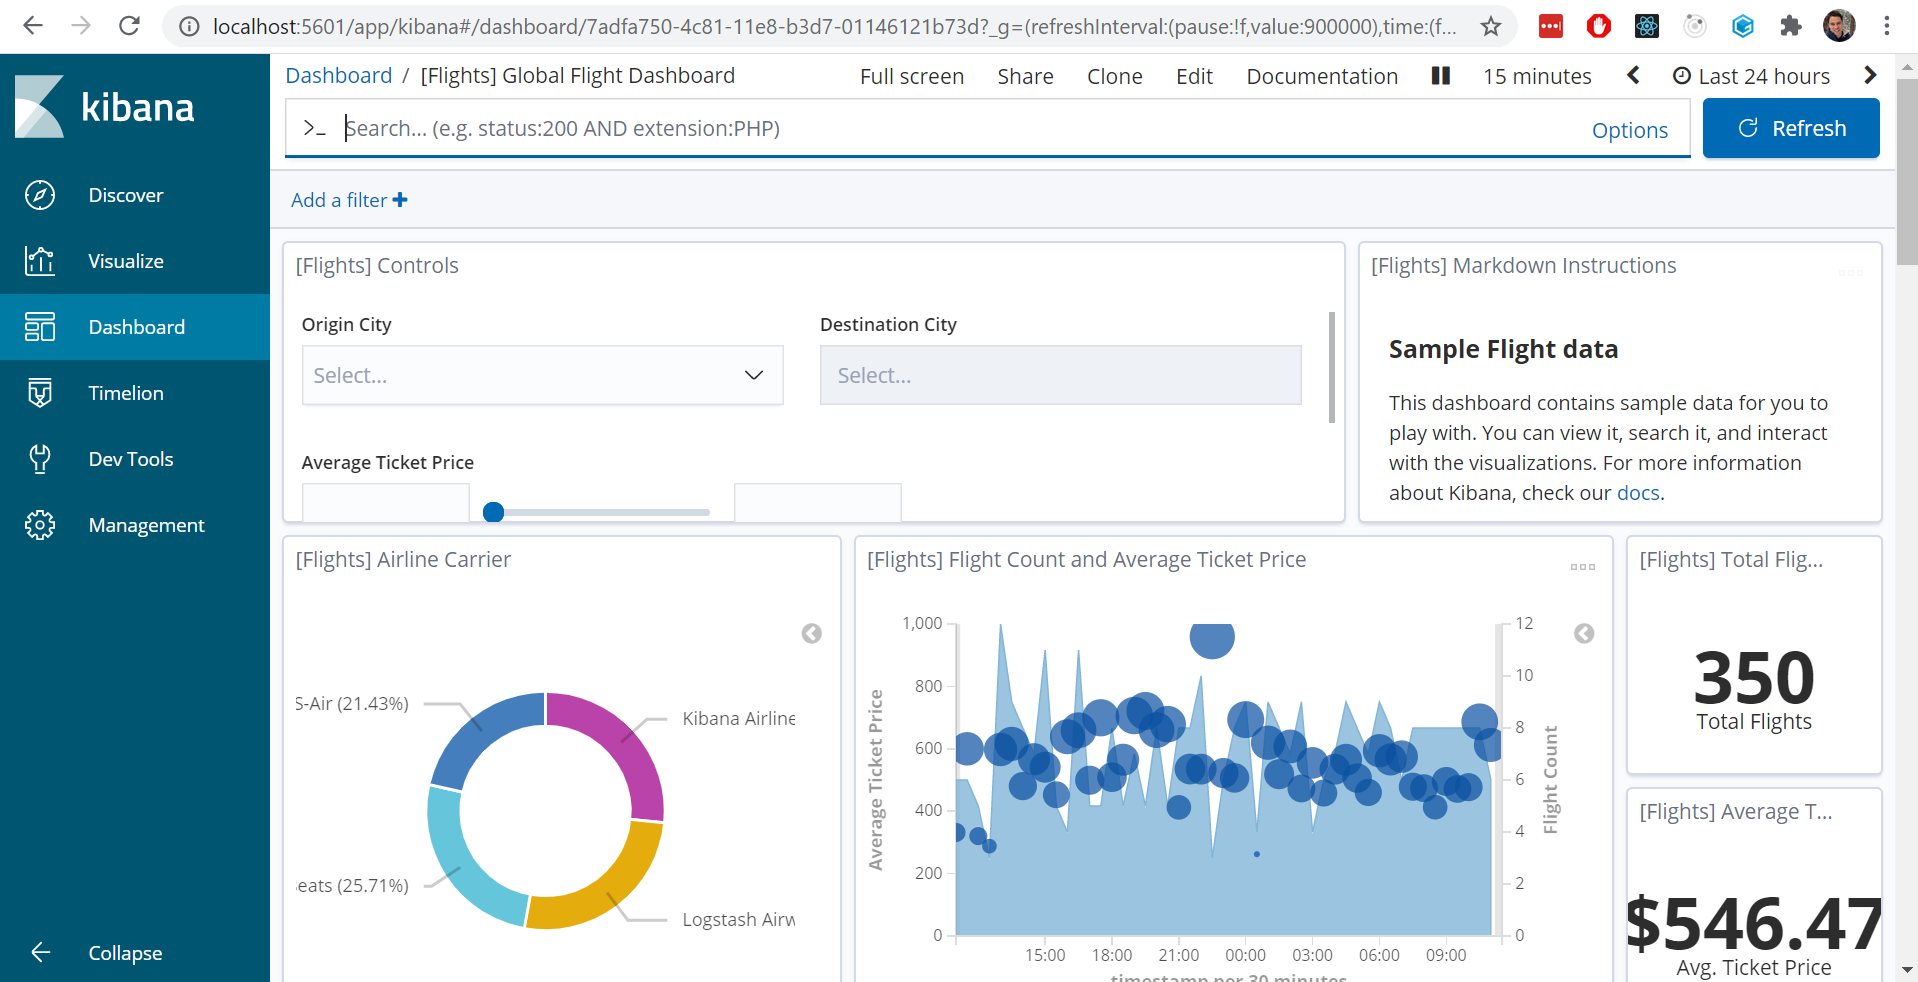 localhost:5601/app/kibana#/dashboard/7adfa750-4c81-11e8-b3d7-01146121b73d?_g=(refreshInterval:(pause:!f,value:900000),time:(f...
kibana
Discover
Visualize
Dashboard
Timelion
Dev Tools
Management
Collapse
Dashboard / [Flights] Global Flight Dashboard
Full screen Share Clone Edit Documentation 15 minutes Last 24 hours
>_ Search... (e.g. status:200 AND extension:PHP) Options Refresh
Add a filter
[Flights] Controls
Origin City Destination City
Select... Select...
Average Ticket Price
[Flights] Markdown Instructions
Sample Flight data
This dashboard contains sample data for you to
play with. You can view it, search it, and interact
with the visualizations. For more information
about Kibana, check our docs.
[Flights] Airline Carrier
S-Air (21.43%)
Kibana Airline
eats (25.71%)
Logstash Airw
[Flights] Flight Count and Average Ticket Price
Average Ticket Price
1,000
800
600
400
200
0
12
10
8
6
4
2
0
Flight Count
15:00 18:00 21:00 00:00 03:00 06:00 09:00
timestamp per 30 minutes
[Flights] Total Flig...
350
Total Flights
[Flights] Average T...
$546.47
Avg. Ticket Price